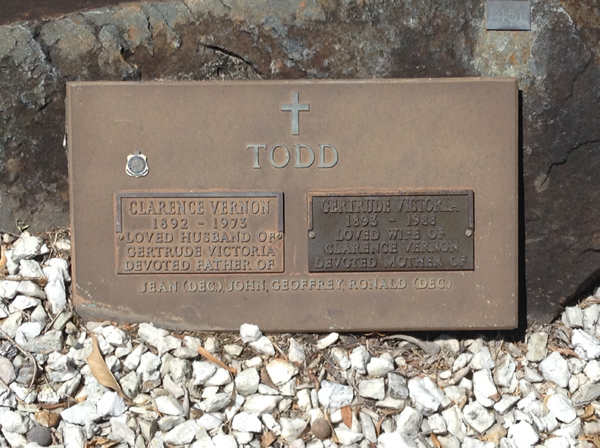 451
TODD
CLARENCE VERNON
1892 - 1973
LOVED HUSBAND OF
GERTRUDE VICTORIA
DEVOTED FATHER OF
GERTRUDE VICTORIA
1893 - 1988
LOVED WIFE OF
CLARENCE VERNON
DEVOTED MOTHER OF
JEAN (DEC), JOHN, GEOFFREY, RONALD (DEC)